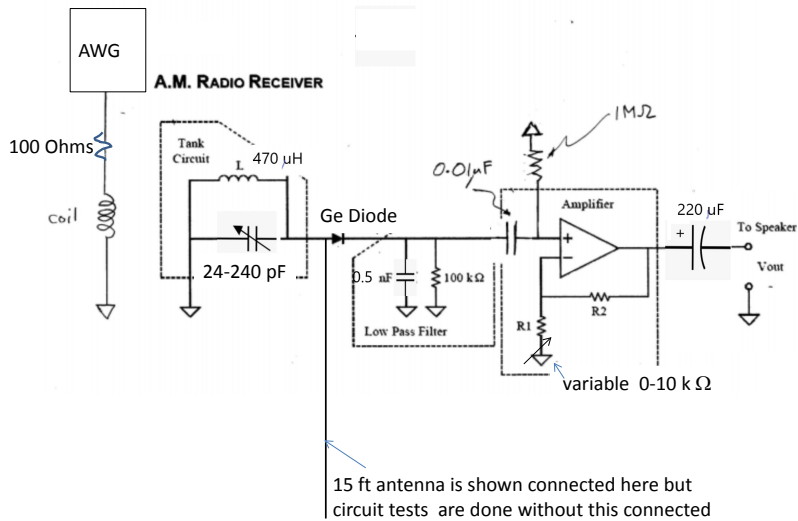 AWG
A.M. RADIO RECEIVER
1MΩ
100 Ohms
Tank
Circuit
L
470 uH
0.01µF
coil
Ge Diode
Amplifier
220 uF
+
To Speaker
Vout
-
24-240 pF
0.5 nF
100 kΩ
+
−
R2
R1
Low Pass Filter
variable 0-10 k Ω
15 ft antenna is shown connected here but
circuit tests are done without this connected